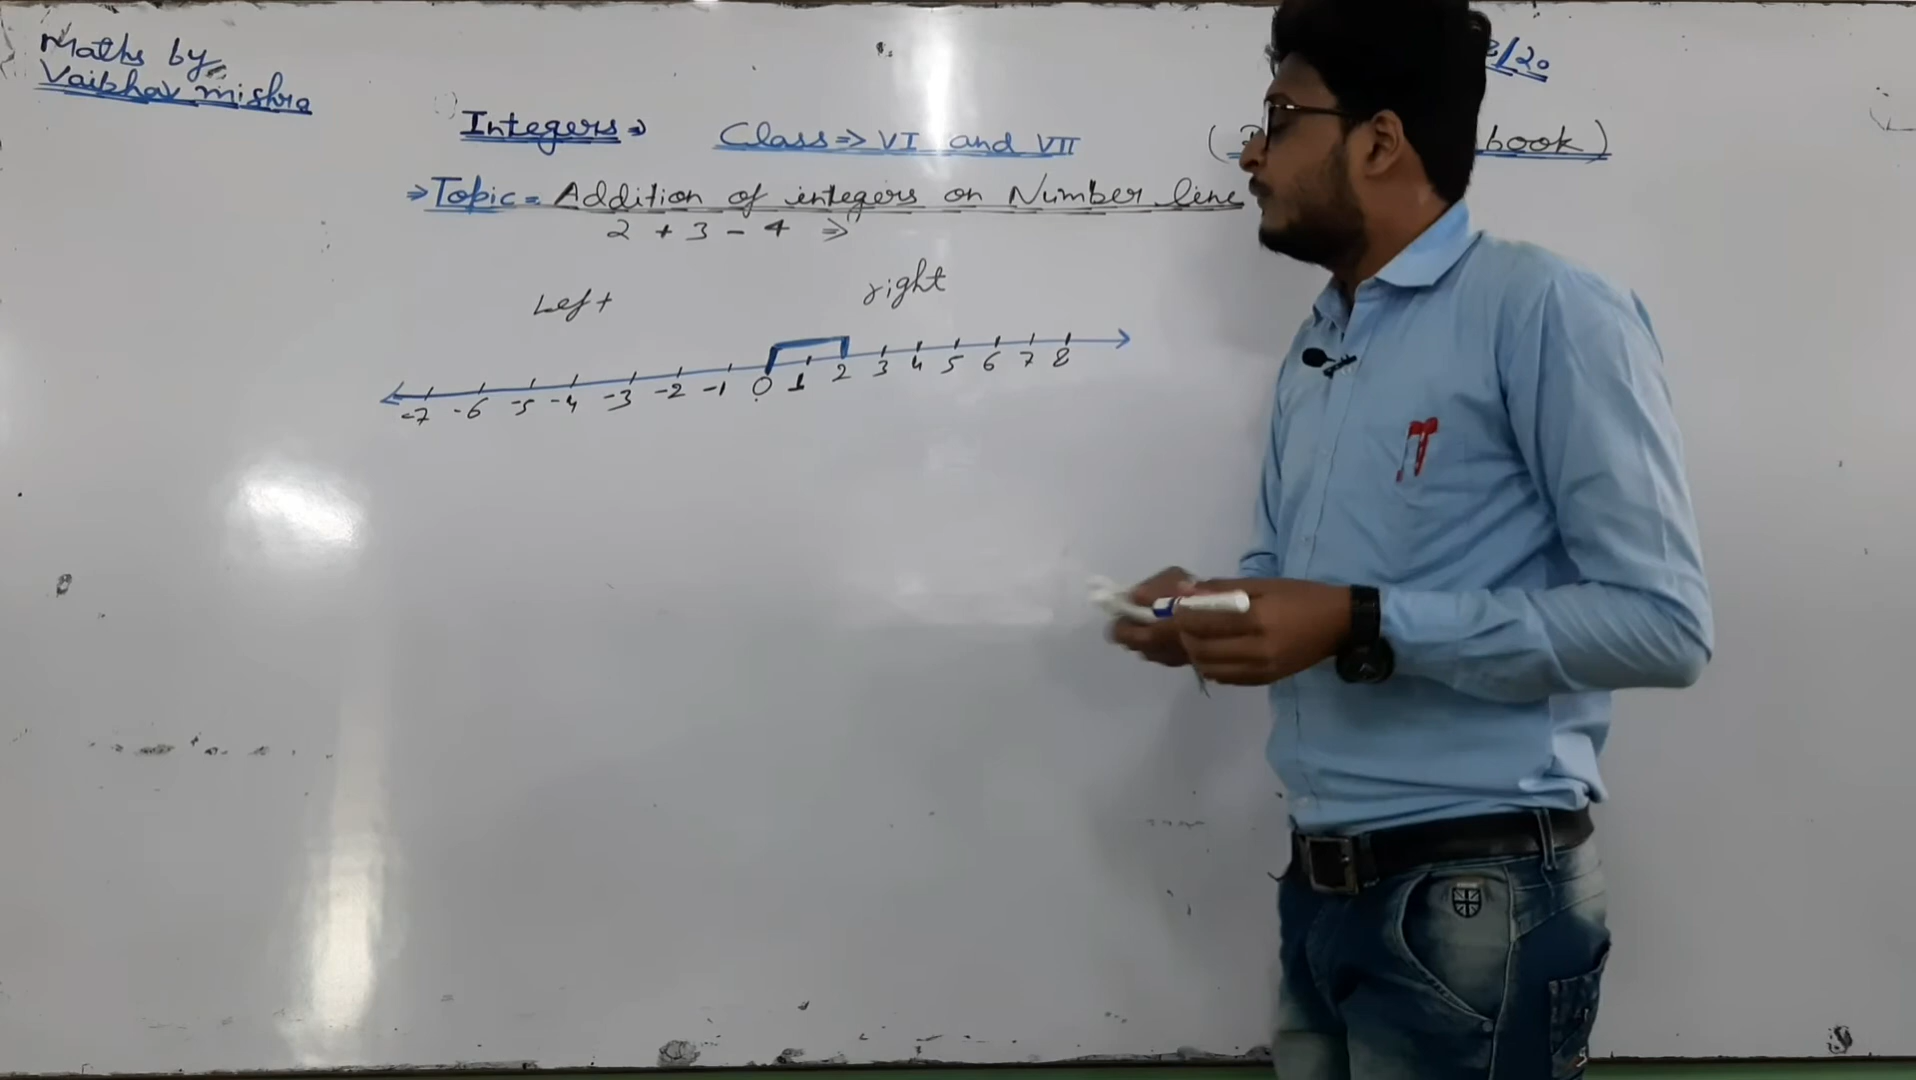 Maths by
Vaibhav mishra
/20
Integers ⇒ Class ⇒ VI and VII ( book)
⇒ Topic = Addition of integers on Number line
2 + 3 - 4 ⇒
Left right
-7 -6 -5 -4 -3 -2 -1 0 1 2 3 4 5 6 7 8